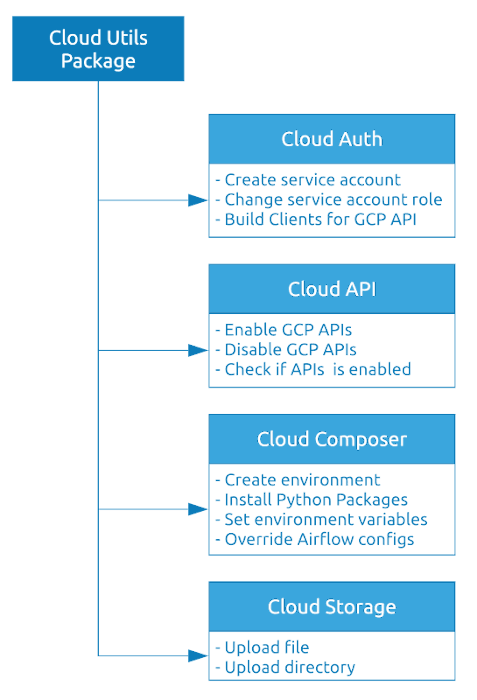 Cloud Utils
Package
Cloud Auth
- Create service account
- Change service account role
- Build Clients for GCP API
Cloud API
- Enable GCP APIs
- Disable GCP APIs
- Check if APIs  is enabled
Cloud Composer
- Create environment
- Install Python Packages
- Set environment variables
- Override Airflow configs
Cloud Storage
- Upload file
- Upload directory